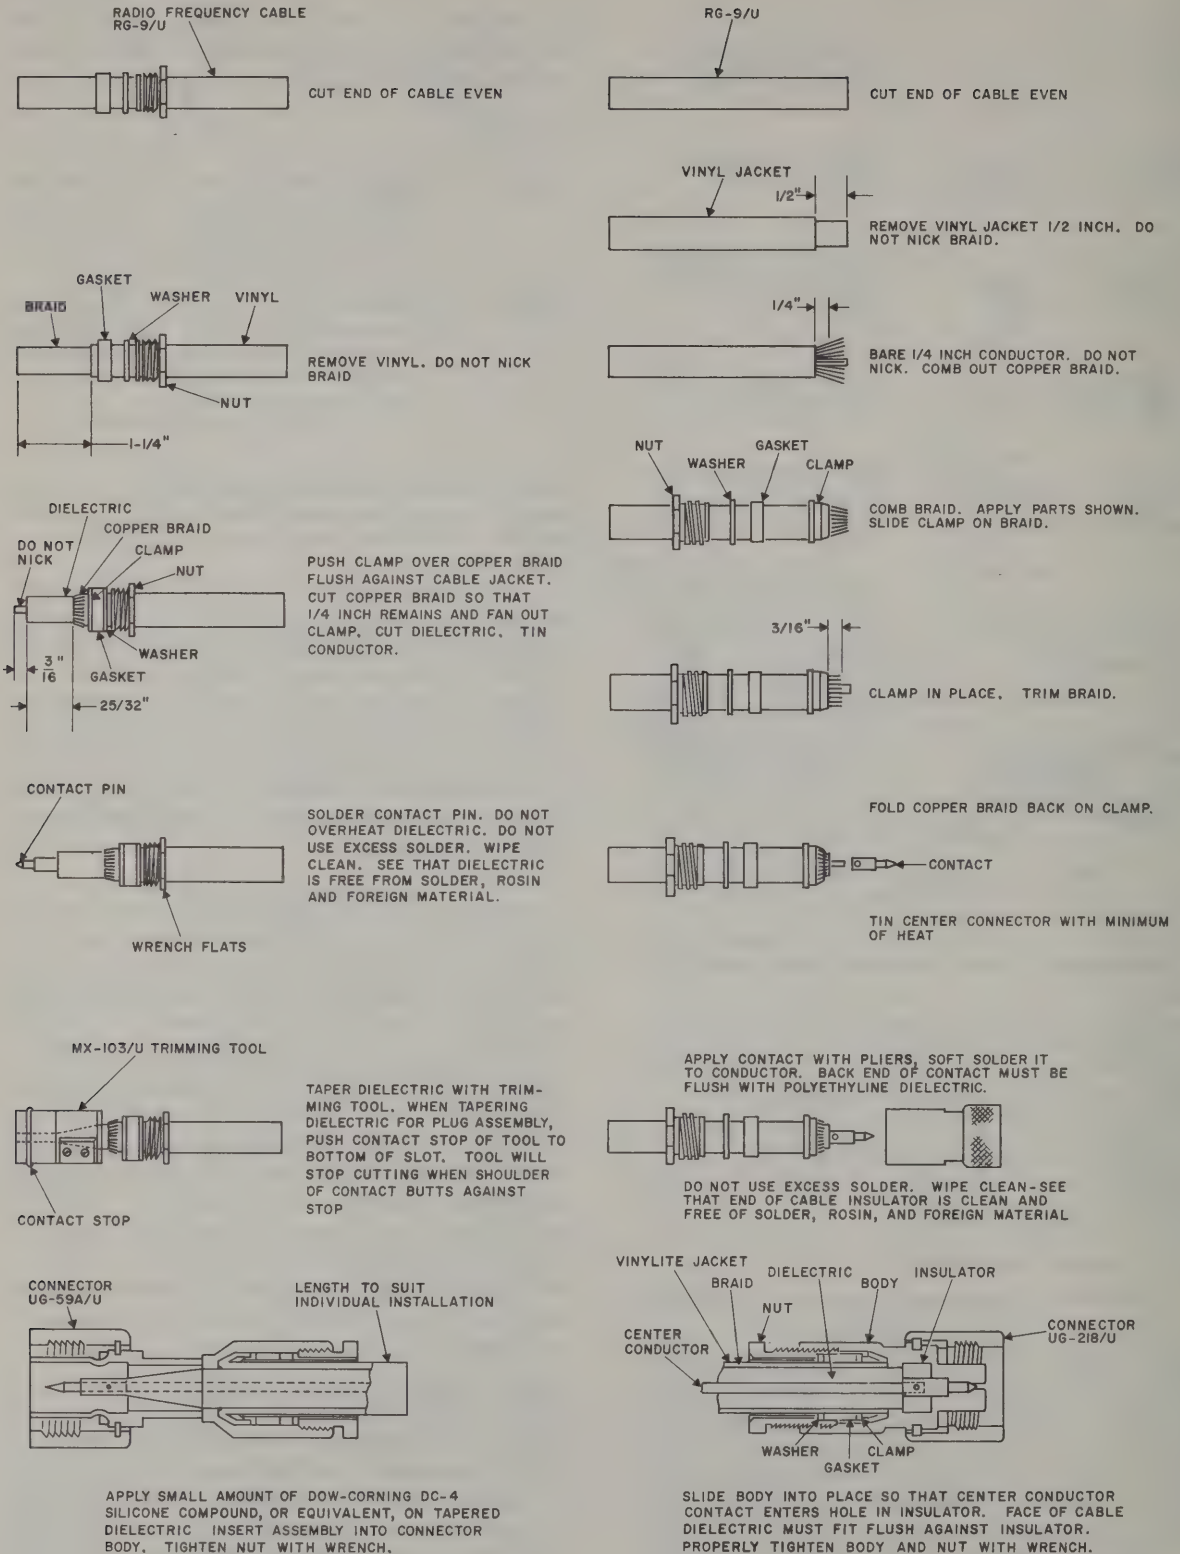 RADIO FREQUENCY CABLE
RG-9/U
CUT END OF CABLE EVEN
GASKET
WASHER
VINYL
BRAID
REMOVE VINYL. DO NOT NICK
BRAID
NUT
1-1/4"
DIELECTRIC
COPPER BRAID
DO NOT
NICK
CLAMP
NUT
PUSH CLAMP OVER COPPER BRAID
FLUSH AGAINST CABLE JACKET.
CUT COPPER BRAID SO THAT
1/4 INCH REMAINS AND FAN OUT
CLAMP. CUT DIELECTRIC. TIN
CONDUCTOR.
WASHER
3/16"
GASKET
25/32"
CONTACT PIN
SOLDER CONTACT PIN. DO NOT
OVERHEAT DIELECTRIC. DO NOT
USE EXCESS SOLDER. WIPE
CLEAN. SEE THAT DIELECTRIC
IS FREE FROM SOLDER, ROSIN
AND FOREIGN MATERIAL.
WRENCH FLATS
MX-103/U TRIMMING TOOL
TAPER DIELECTRIC WITH TRIM-
MING TOOL. WHEN TAPERING
DIELECTRIC FOR PLUG ASSEMBLY,
PUSH CONTACT STOP OF TOOL TO
BOTTOM OF SLOT. TOOL WILL
STOP CUTTING WHEN SHOULDER
OF CONTACT BUTTS AGAINST
STOP
CONTACT STOP
CONNECTOR
UG-59A/U
LENGTH TO SUIT
INDIVIDUAL INSTALLATION
APPLY SMALL AMOUNT OF DOW-CORNING DC-4
SILICONE COMPOUND, OR EQUIVALENT, ON TAPERED
DIELECTRIC INSERT ASSEMBLY INTO CONNECTOR
BODY. TIGHTEN NUT WITH WRENCH.
RG-9/U
CUT END OF CABLE EVEN
VINYL JACKET
1/2"
REMOVE VINYL JACKET 1/2 INCH. DO
NOT NICK BRAID.
1/4"
BARE 1/4 INCH CONDUCTOR. DO NOT
NICK. COMB OUT COPPER BRAID.
NUT
WASHER
GASKET
CLAMP
COMB BRAID. APPLY PARTS SHOWN.
SLIDE CLAMP ON BRAID.
3/16"
CLAMP IN PLACE. TRIM BRAID.
FOLD COPPER BRAID BACK ON CLAMP.
CONTACT
TIN CENTER CONNECTOR WITH MINIMUM
OF HEAT
APPLY CONTACT WITH PLIERS, SOFT SOLDER IT
TO CONDUCTOR. BACK END OF CONTACT MUST BE
FLUSH WITH POLYETHYLINE DIELECTRIC.
DO NOT USE EXCESS SOLDER. WIPE CLEAN-SEE
THAT END OF CABLE INSULATOR IS CLEAN AND
FREE OF SOLDER, ROSIN, AND FOREIGN MATERIAL
VINYLITE JACKET
BRAID
DIELECTRIC
BODY
INSULATOR
NUT
CENTER
CONDUCTOR
CONNECTOR
UG-218/U
WASHER
CLAMP
GASKET
SLIDE BODY INTO PLACE SO THAT CENTER CONDUCTOR
CONTACT ENTERS HOLE IN INSULATOR. FACE OF CABLE
DIELECTRIC MUST FIT FLUSH AGAINST INSULATOR.
PROPERLY TIGHTEN BODY AND NUT WITH WRENCH.